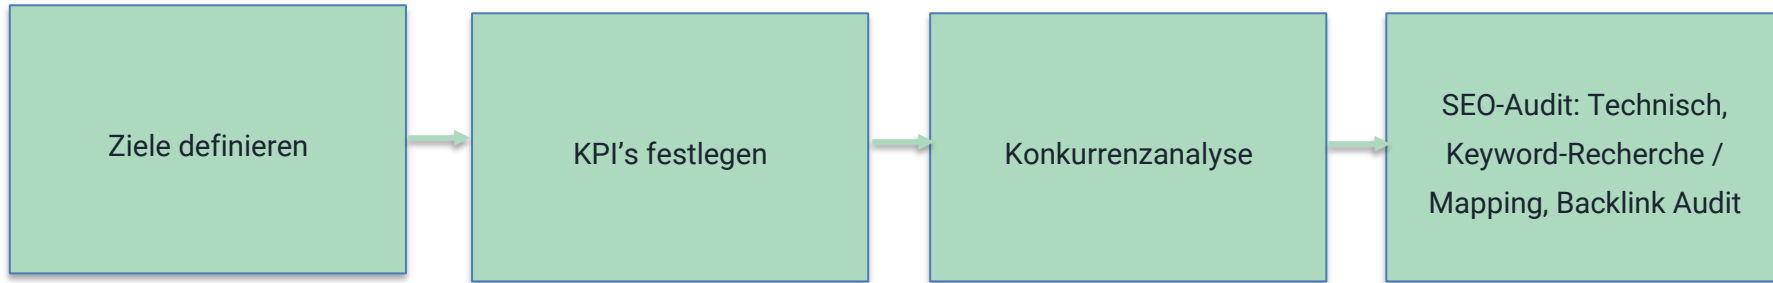 Ziele definieren
KPI’s festlegen
Konkurrenzanalyse
SEO-Audit: Technisch,
Keyword-Recherche /
Mapping, Backlink Audit